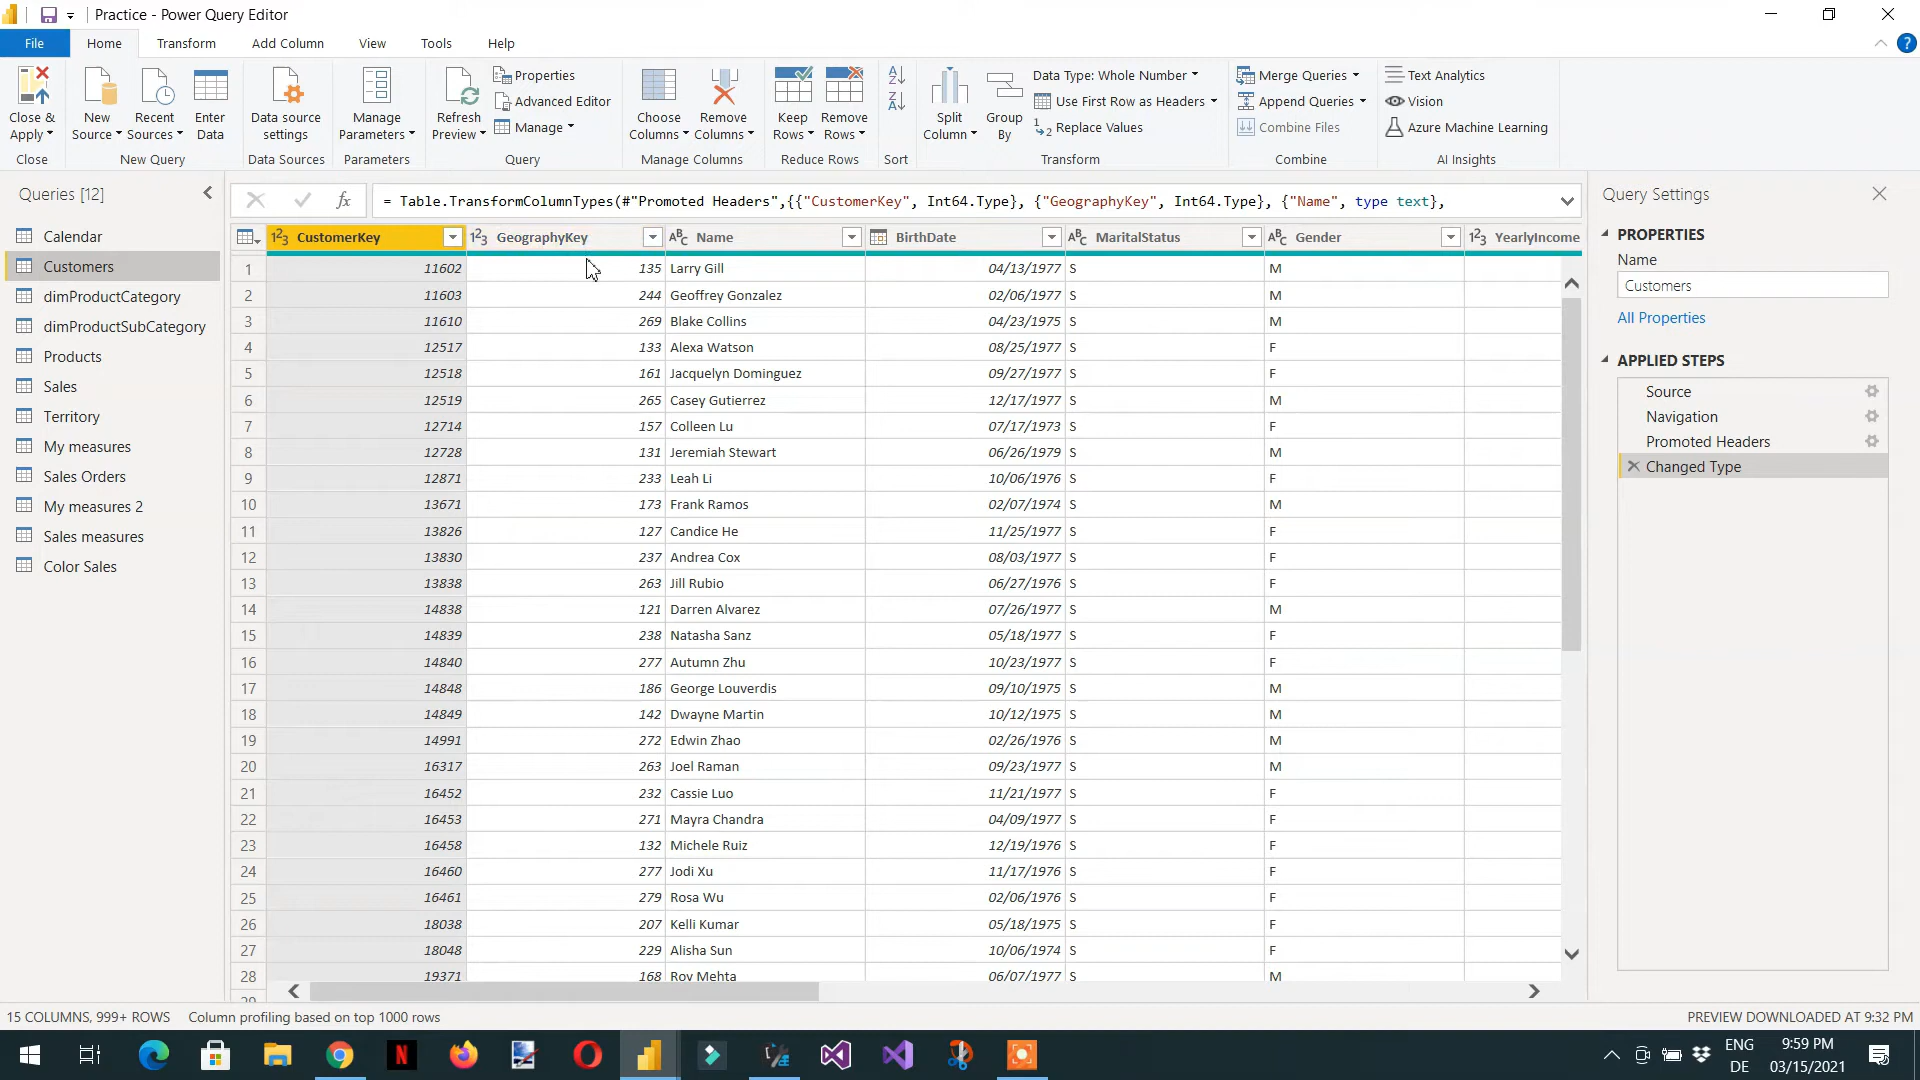 Practice - Power Query Editor
File Home Transform Add Column View Tools Help
Close & Apply
Close
New Source
Recent Sources
Enter Data
New Query
Data source settings
Data Sources
Manage Parameters
Parameters
Refresh Preview
Properties
Advanced Editor
Manage
Query
Choose Columns
Remove Columns
Manage Columns
Keep Rows
Remove Rows
Reduce Rows
Sort
Split Column
Group By
Data Type: Whole Number
Use First Row as Headers
Replace Values
Transform
Merge Queries
Append Queries
Combine Files
Combine
Text Analytics
Vision
Azure Machine Learning
AI Insights
Queries [12]
Calendar
Customers
dimProductCategory
dimProductSubCategory
Products
Sales
Territory
My measures
Sales Orders
My measures 2
Sales measures
Color Sales
= Table.TransformColumnTypes(#"Promoted Headers",{{"CustomerKey", Int64.Type}, {"GeographyKey", Int64.Type}, {"Name", type text},
CustomerKey GeographyKey Name BirthDate MaritalStatus Gender YearlyIncome
1 11602 135 Larry Gill 04/13/1977 S M
2 11603 244 Geoffrey Gonzalez 02/06/1977 S M
3 11610 269 Blake Collins 04/23/1975 S M
4 12517 133 Alexa Watson 08/25/1977 S F
5 12518 161 Jacquelyn Dominguez 09/27/1977 S F
6 12519 265 Casey Gutierrez 12/17/1977 S M
7 12714 157 Colleen Lu 07/17/1973 S F
8 12728 131 Jeremiah Stewart 06/26/1979 S M
9 12871 233 Leah Li 10/06/1976 S F
10 13671 173 Frank Ramos 02/07/1974 S M
11 13826 127 Candice He 11/25/1977 S F
12 13830 237 Andrea Cox 08/03/1977 S F
13 13838 263 Jill Rubio 06/27/1976 S F
14 14838 121 Darren Alvarez 07/26/1977 S M
15 14839 238 Natasha Sanz 05/18/1977 S F
16 14840 277 Autumn Zhu 10/23/1977 S F
17 14848 186 George Louverdis 09/10/1975 S M
18 14849 142 Dwayne Martin 10/12/1975 S M
19 14991 272 Edwin Zhao 02/26/1976 S M
20 16317 263 Joel Raman 09/23/1977 S M
21 16452 232 Cassie Luo 11/21/1977 S F
22 16453 271 Mayra Chandra 04/09/1977 S F
23 16458 132 Michele Ruiz 12/19/1976 S F
24 16460 277 Jodi Xu 11/17/1976 S F
25 16461 279 Rosa Wu 02/06/1976 S F
26 18038 207 Kelli Kumar 05/18/1975 S F
27 18048 229 Alisha Sun 10/06/1974 S F
28 19371 168 Roy Mehta 06/07/1977 S M
Query Settings
PROPERTIES
Name
Customers
All Properties
APPLIED STEPS
Source
Navigation
Promoted Headers
Changed Type
15 COLUMNS, 999+ ROWS Column profiling based on top 1000 rows
PREVIEW DOWNLOADED AT 9:32 PM
ENG
DE
9:59 PM
03/15/2021